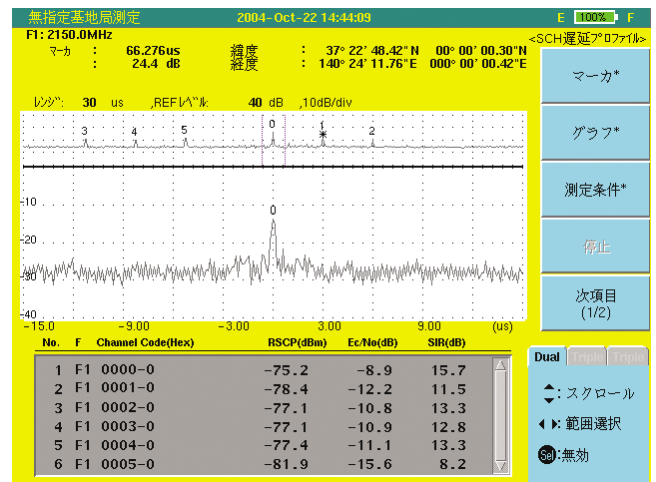 無指定基地局測定 2004-Oct-22 14:44:09 E 100% F
F1: 2150.0MHz <SCH遅延プロファイル>
マーカ : 66.276us 緯度 : 37° 22' 48.42" N 00° 00' 00.30"N
: 24.4 dB 経度 : 140° 24' 11.76"E 000° 00' 00.42"E
マーカ*
レンジ: 30 us ,REFレベル: 40 dB ,10dB/div
グラフ*
3 4 5 0 1 2
測定条件*
-10
0
-20
停止
-30
次項目
(1/2)
-40
-15.0 -9.00 -3.00 3.00 9.00 (us)
No. F Channel Code(Hex) RSCP(dBm) Ec/No(dB) SIR(dB)
1 F1 0000-0 -75.2 -8.9 15.7
2 F1 0001-0 -78.4 -12.2 11.5
3 F1 0002-0 -77.1 -10.8 13.3
4 F1 0003-0 -77.1 -10.9 12.8
5 F1 0004-0 -77.4 -11.1 13.3
6 F1 0005-0 -81.9 -15.6 8.2
Dual Triple Triple
: スクロール
: 範囲選択
Sel :無効